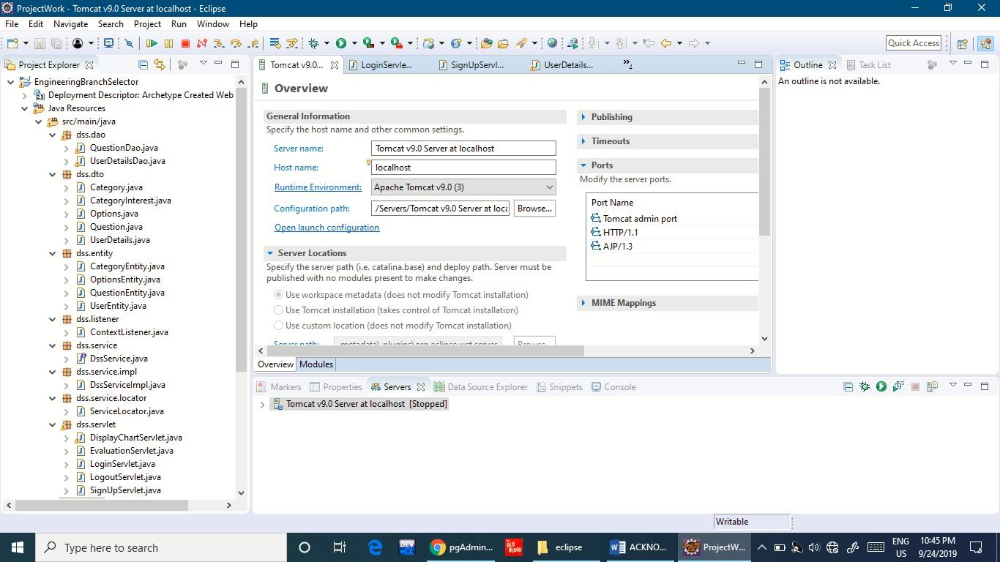 ProjectWork - Tomcat v9.0 Server at localhost - Eclipse
File Edit Navigate Search Project Run Window Help
Quick Access
Project Explorer
EngineeringBranchSelector
Deployment Descriptor: Archetype Created Web
Java Resources
src/main/java
dss.dao
QuestionDao.java
UserDetailsDao.java
dss.dto
Category.java
CategoryInterest.java
Options.java
Question.java
UserDetails.java
dss.entity
CategoryEntity.java
OptionsEntity.java
QuestionEntity.java
UserEntity.java
dss.listener
ContextListener.java
dss.service
DssService.java
dss.service.impl
DssServiceImpl.java
dss.service.locator
ServiceLocator.java
dss.servlet
DisplayChartServlet.java
EvaluationServlet.java
LoginServlet.java
LogoutServlet.java
SignUpServlet.java
Tomcat v9.0... LoginServle... SignUpServl... UserDetails... »4
Overview
General Information
Specify the host name and other common settings.
Server name: Tomcat v9.0 Server at localhost
Host name: localhost
Runtime Environment: Apache Tomcat v9.0 (3)
Configuration path: /Servers/Tomcat v9.0 Server at loca Browse...
Open launch configuration
Server Locations
Specify the server path (i.e. catalina.base) and deploy path. Server must be
published with no modules present to make changes.
Use workspace metadata (does not modify Tomcat installation)
Use Tomcat installation (takes control of Tomcat installation)
Use custom location (does not modify Tomcat installation)
Server path: .metadata\.plugins\org.eclipse.wst.server Browse...
Publishing
Timeouts
Ports
Modify the server ports.
Port Name
Tomcat admin port
HTTP/1.1
AJP/1.3
MIME Mappings
Overview Modules
Outline Task List
An outline is not available.
Markers Properties Servers Data Source Explorer Snippets Console
Tomcat v9.0 Server at localhost [Stopped]
Writable
Type here to search
DEV
pgAdmin...
OLD BLOOD
eclipse
ACKNO...
JAVA EE IDE
ProjectW...
ENG
US
10:45 PM
9/24/2019